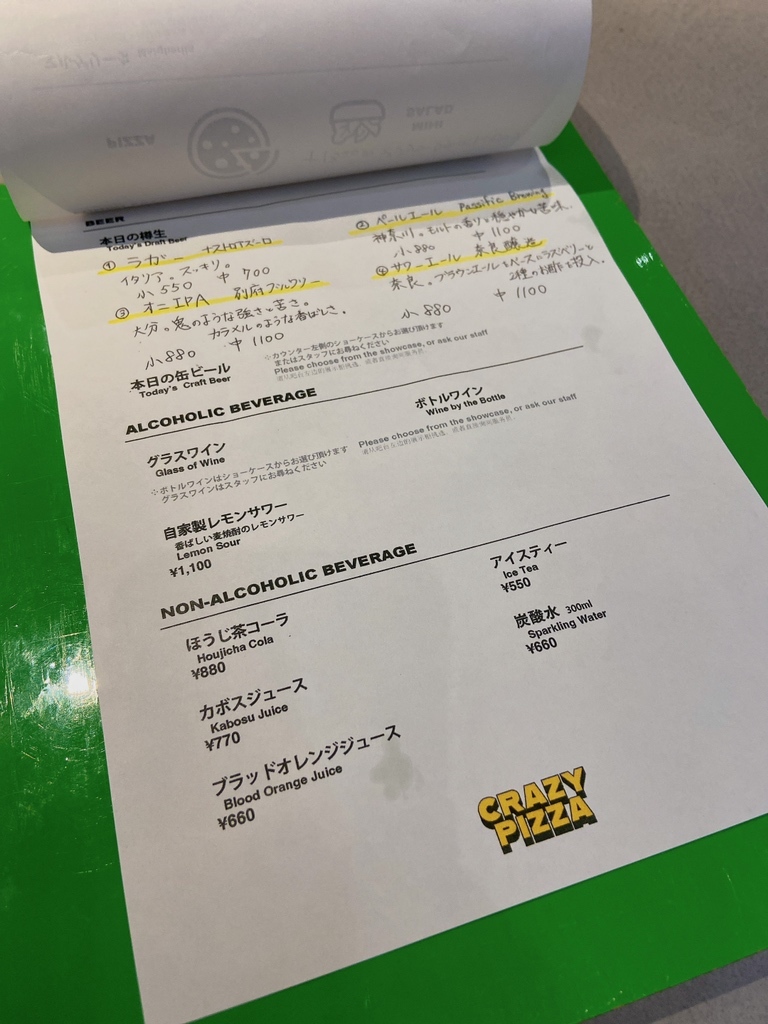 PIZZA
SALAD
BEER
本日の樽生
Today's Draft Beer
① ラガー ナストロアズーロ
イタリア。スッキリ。
小 550 中 700
② ペールエール Passific Brewing
神奈川。モルトの香りと穏やかな苦味。
小 880 中 1100
③ オニIPA 別府ブルワリー
大分。鬼のような強さと苦さ。
カラメルのような香ばしさ。
小 880 中 1100
④ サワーエール 奈良醸造
奈良。ブラウンエールをベースにラズベリーと
2種の を投入。
小 880 中 1100
本日の缶ビール
Today's Craft Beer
※カウンター左側のショーケースからお選び頂けます
またはスタッフにお尋ねください
Please choose from the showcase, or ask our staff
ALCOHOLIC BEVERAGE
グラスワイン
Glass of Wine
※ボトルワインはショーケースからお選び頂けます
グラスワインはスタッフにお尋ねください
ボトルワイン
Wine by the Bottle
Please choose from the showcase, or ask our staff
自家製レモンサワー
香ばしい麦焼酎のレモンサワー
Lemon Sour
¥1,100
NON-ALCOHOLIC BEVERAGE
ほうじ茶コーラ
Houjicha Cola
¥880
カボスジュース
Kabosu Juice
¥770
ブラッドオレンジジュース
Blood Orange Juice
¥660
アイスティー
Ice Tea
¥550
炭酸水 300ml
Sparkling Water
¥660
CRAZY
PIZZA